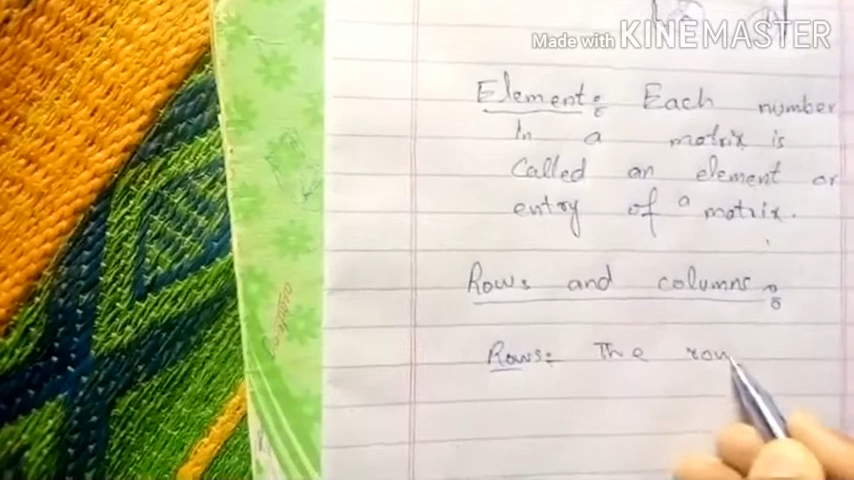 Made with KINEMASTER
Element: Each number
In a matrix is
Called an element or
entry of a matrix.
Rows and columns:
Rows: The row